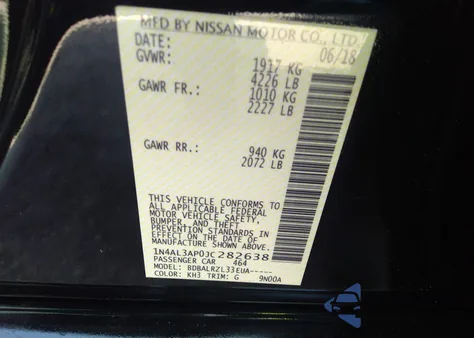 MFD BY NISSAN MOTOR CO., LTD.
DATE: 06/18
GVWR: 1917 KG
4226 LB
GAWR FR.: 1010 KG
2227 LB
GAWR RR.: 940 KG
2072 LB
THIS VEHICLE CONFORMS TO
ALL APPLICABLE FEDERAL
MOTOR VEHICLE SAFETY,
BUMPER, AND THEFT
PREVENTION STANDARDS IN
EFFECT ON THE DATE OF
MANUFACTURE SHOWN ABOVE.
1N4AL3AP0JC282638
PASSENGER CAR 464
MODEL: BDBALRZL33EUA-----
COLOR: KH3 TRIM: G 9N00A